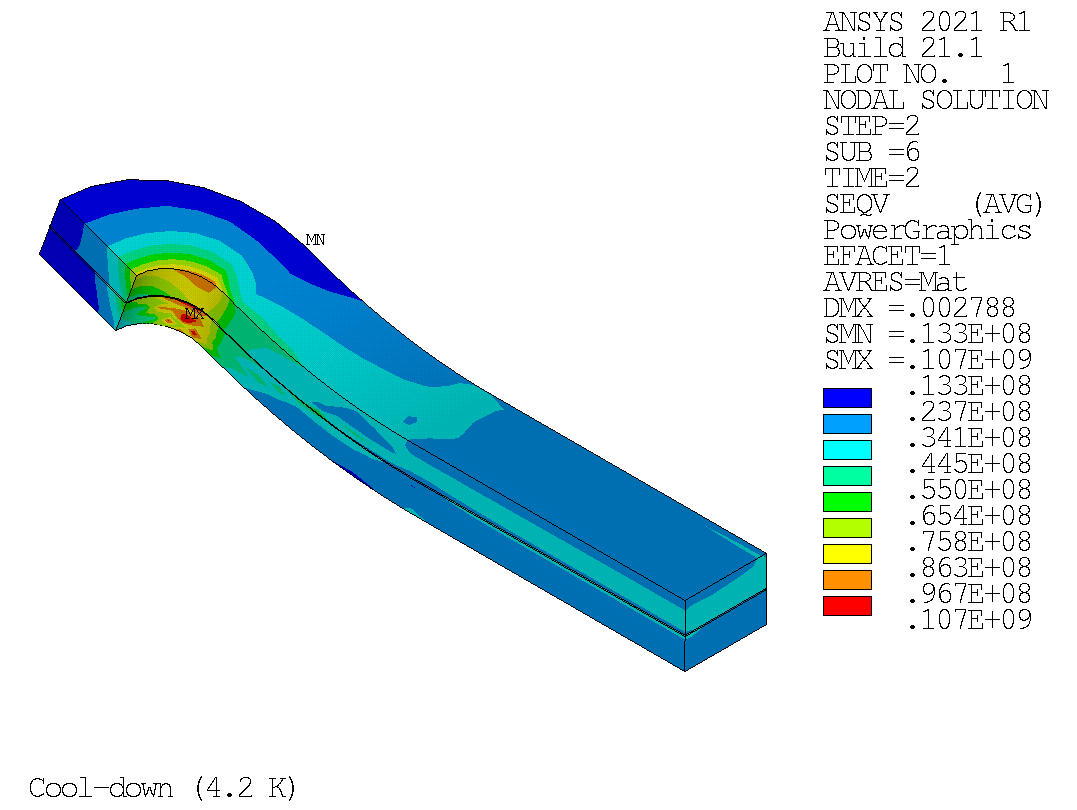 ANSYS 2021 R1
Build 21.1
PLOT NO.   1
NODAL SOLUTION
STEP=2
SUB =6
TIME=2
SEQV     (AVG)
PowerGraphics
EFACET=1
AVRES=Mat
DMX =.002788
SMN =.133E+08
SMX =.107E+09
.133E+08
.237E+08
.341E+08
.445E+08
.550E+08
.654E+08
.758E+08
.863E+08
.967E+08
.107E+09
MN
MX
Cool-down (4.2 K)